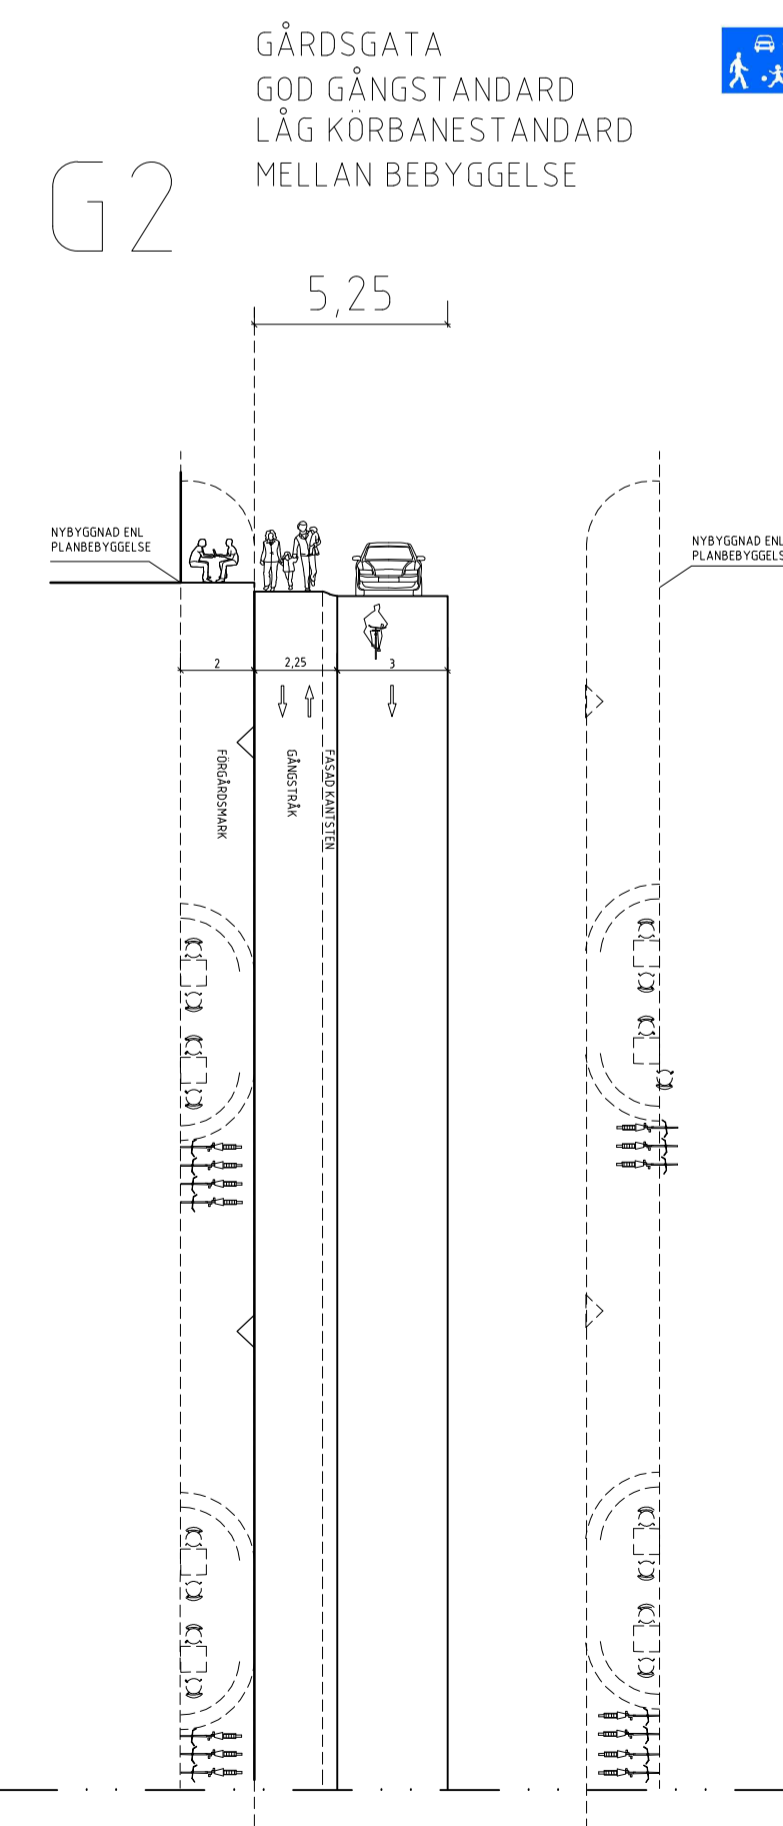 GÅRDSGATA
GOD GÅNGSTANDARD
LÅG KÖRBANESTANDARD
MELLAN BEBYGGELSE
G2
5,25
NYBYGGNAD ENL
PLANBEBYGGELSE
NYBYGGNAD ENL
PLANBEBYGGELS
2
2,25
3
FÖRGÅRDSMARK
GÅNGSTRÅK
FASAD KANTSTEN